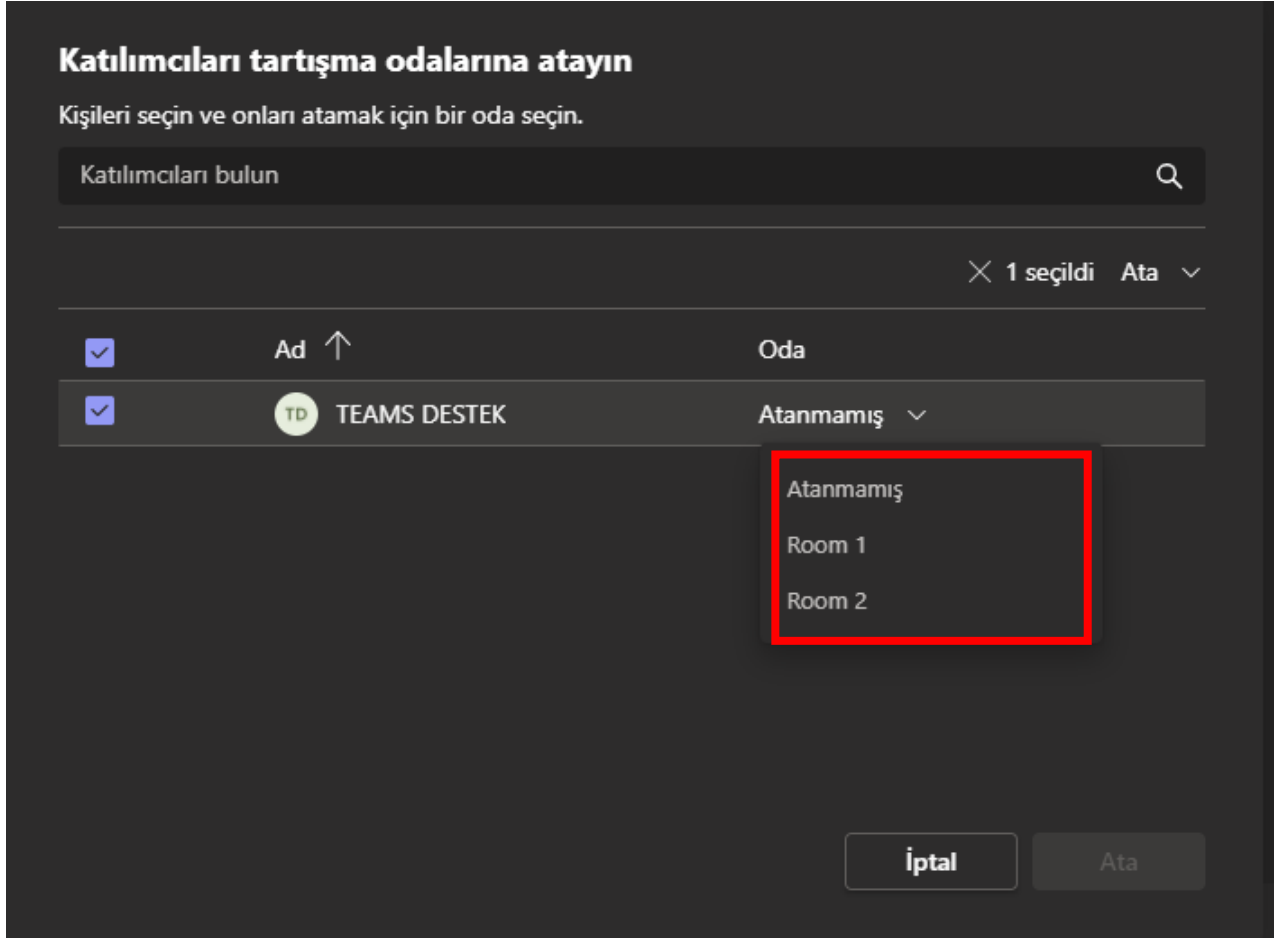 Katılımcıları tartışma odalarına atayın
Kişileri seçin ve onları atamak için bir oda seçin.
Katılımcıları bulun
1 seçildi Ata
Ad Oda
TD TEAMS DESTEK Atanmamış
Atanmamış
Room 1
Room 2
İptal Ata